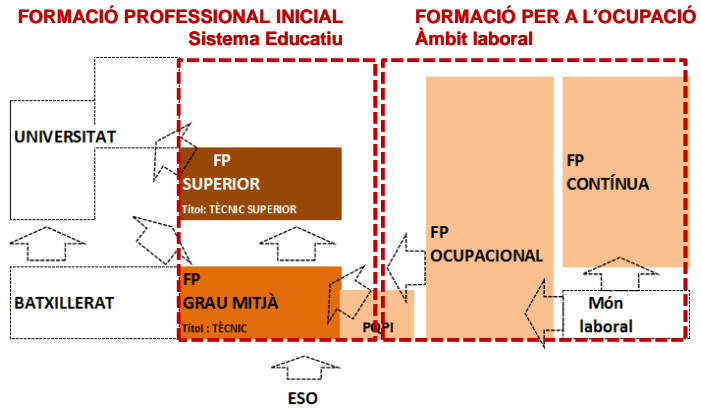 FORMACIÓ PROFESSIONAL INICIAL
Sistema Educatiu
FORMACIÓ PER A L’OCUPACIÓ
Àmbit laboral
UNIVERSITAT
FP
SUPERIOR
Títol: TÈCNIC SUPERIOR
FP
CONTÍNUA
FP
OCUPACIONAL
BATXILLERAT
FP
GRAU MITJÀ
Títol : TÈCNIC
PQPI
Món
laboral
ESO